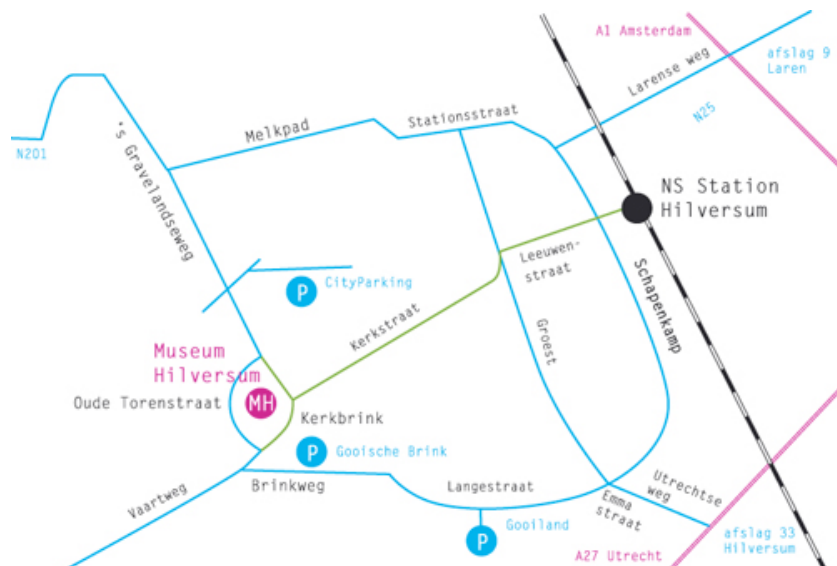 A1 Amsterdam
afslag 9
Laren
Larense weg
N25
Stationsstraat
Melkpad
N201
's Gravelandseweg
NS Station
Hilversum
Leeuwen-
straat
Schapenkamp
P
CityParking
Kerkstraat
Groest
Museum
Hilversum
MH
Oude Torenstraat
Kerkbrink
P
Gooische Brink
Vaartweg
Brinkweg
Langestraat
Emma
straat
Utrechtse
weg
P
Gooiland
afslag 33
Hilversum
A27 Utrecht